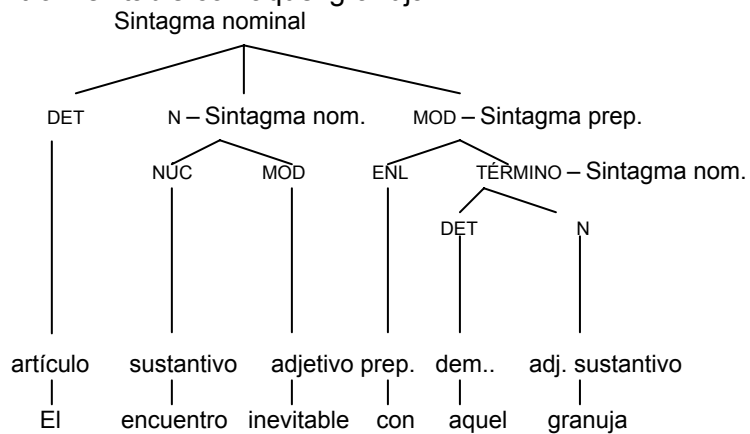 Sintagma nominal
DET N – Sintagma nom. MOD – Sintagma prep.
NÚC MOD ENL TÉRMINO – Sintagma nom.
DET N
artículo sustantivo adjetivo prep. dem.. adj. sustantivo
El encuentro inevitable con aquel granuja